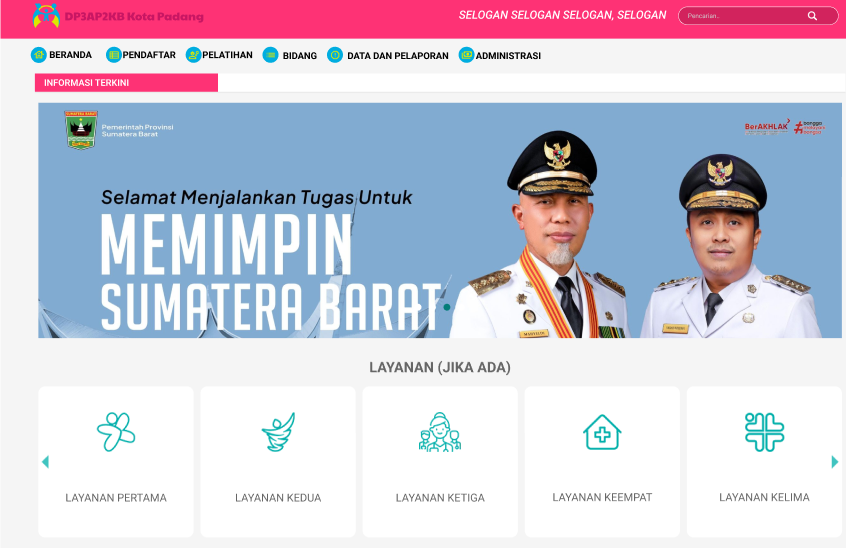 DP3AP2KB Kota Padang
SELOGAN SELOGAN SELOGAN, SELOGAN
Pencarian..
BERANDA
PENDAFTAR
PELATIHAN
BIDANG
DATA DAN PELAPORAN
ADMINISTRASI
INFORMASI TERKINI
SUMATERA BARAT
Pemerintah Provinsi
Sumatera Barat
BerAKHLAK
#bangga
melayani
bangsa
Selamat Menjalankan Tugas Untuk
MEMIMPIN
SUMATERA BARAT
MAHYELDI
LAYANAN (JIKA ADA)
LAYANAN PERTAMA
LAYANAN KEDUA
LAYANAN KETIGA
LAYANAN KEEMPAT
LAYANAN KELIMA